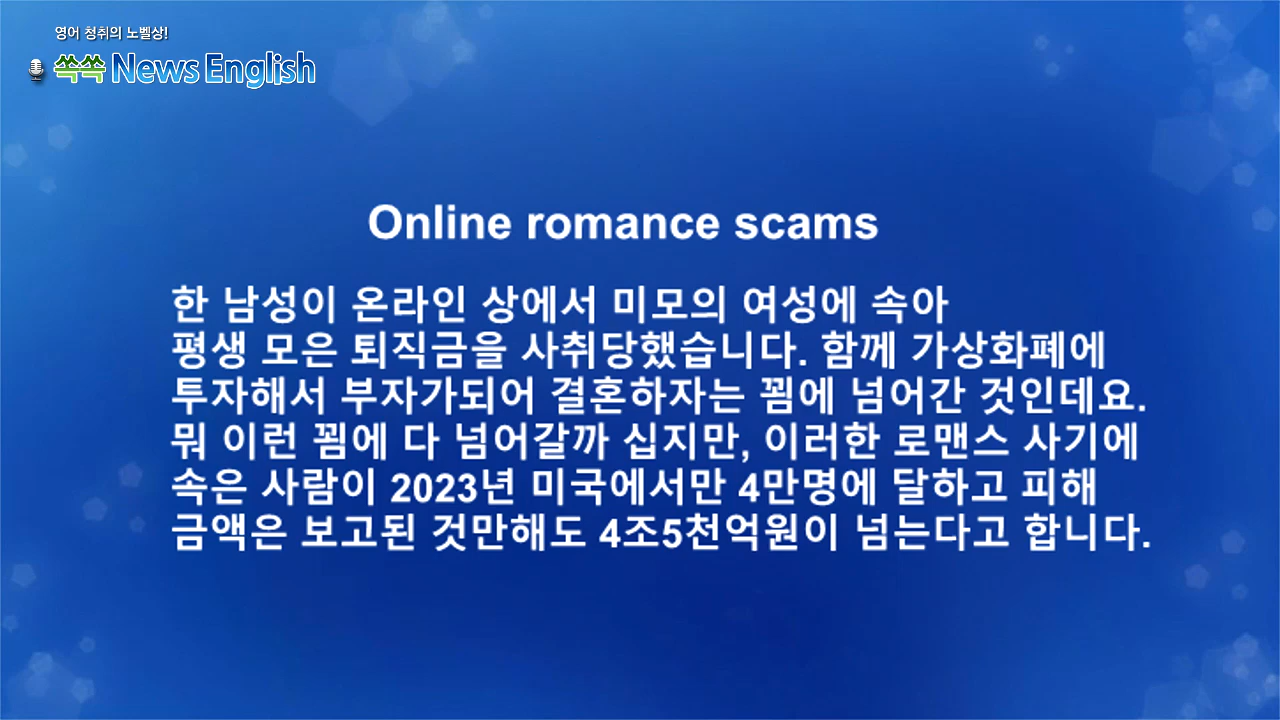 영어 청취의 노벨상!
쏙쏙 News English
Online romance scams
한 남성이 온라인 상에서 미모의 여성에 속아
평생 모은 퇴직금을 사취당했습니다. 함께 가상화폐에
투자해서 부자가되어 결혼하자는 꾐에 넘어간 것인데요.
뭐 이런 꾐에 다 넘어갈까 십지만, 이러한 로맨스 사기에
속은 사람이 2023년 미국에서만 4만명에 달하고 피해
금액은 보고된 것만해도 4조5천억원이 넘는다고 합니다.